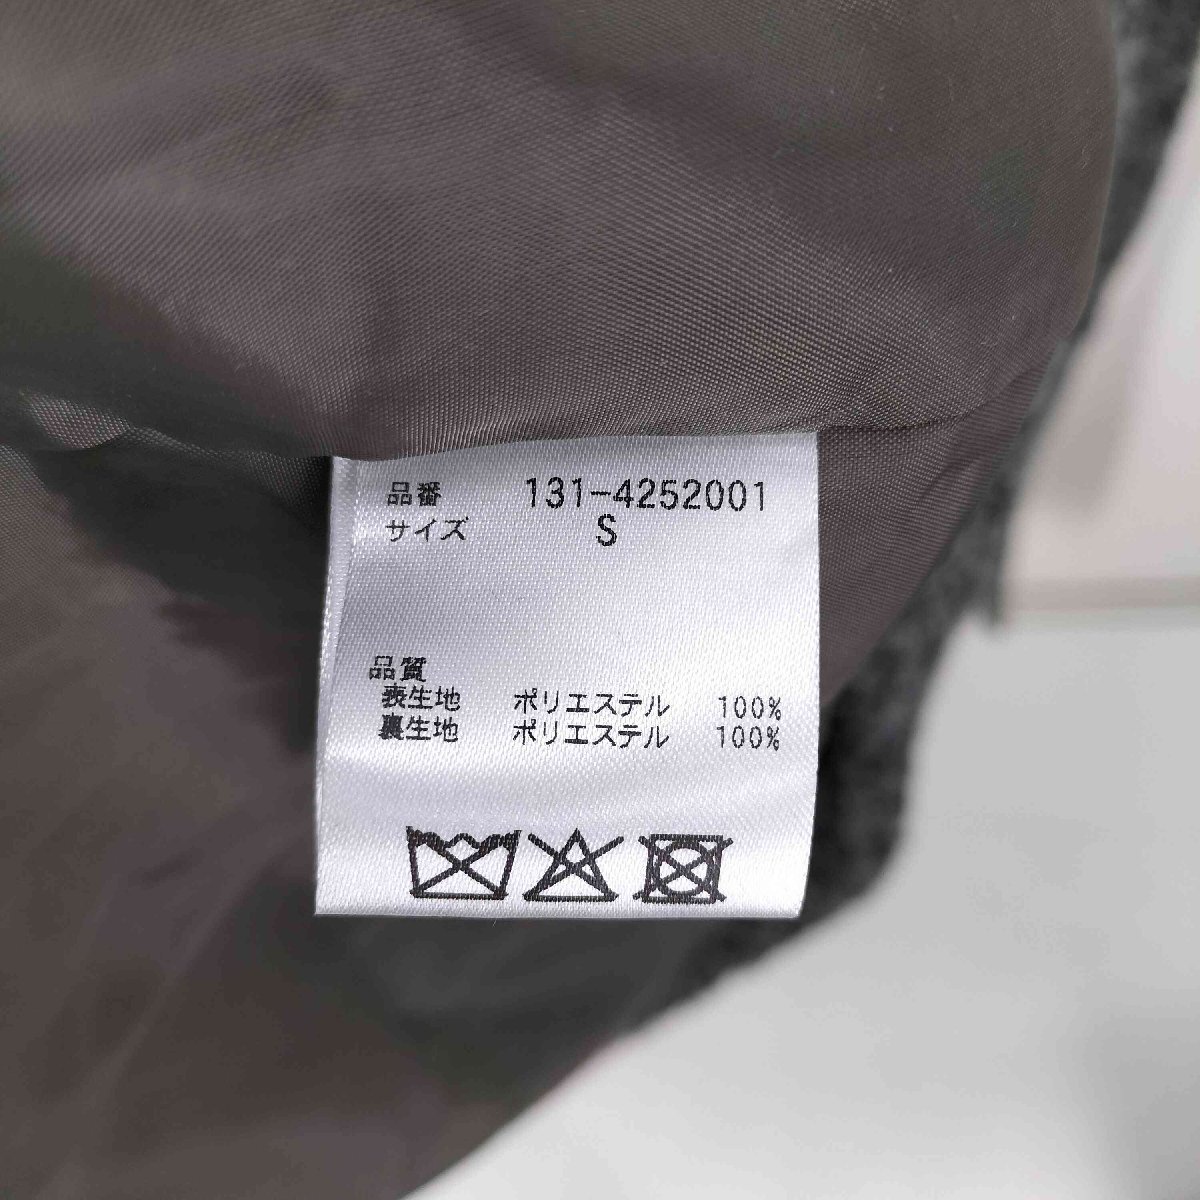 品番 131-4252001
サイズ S
品質
表生地 ポリエステル 100%
裏生地 ポリエステル 100%